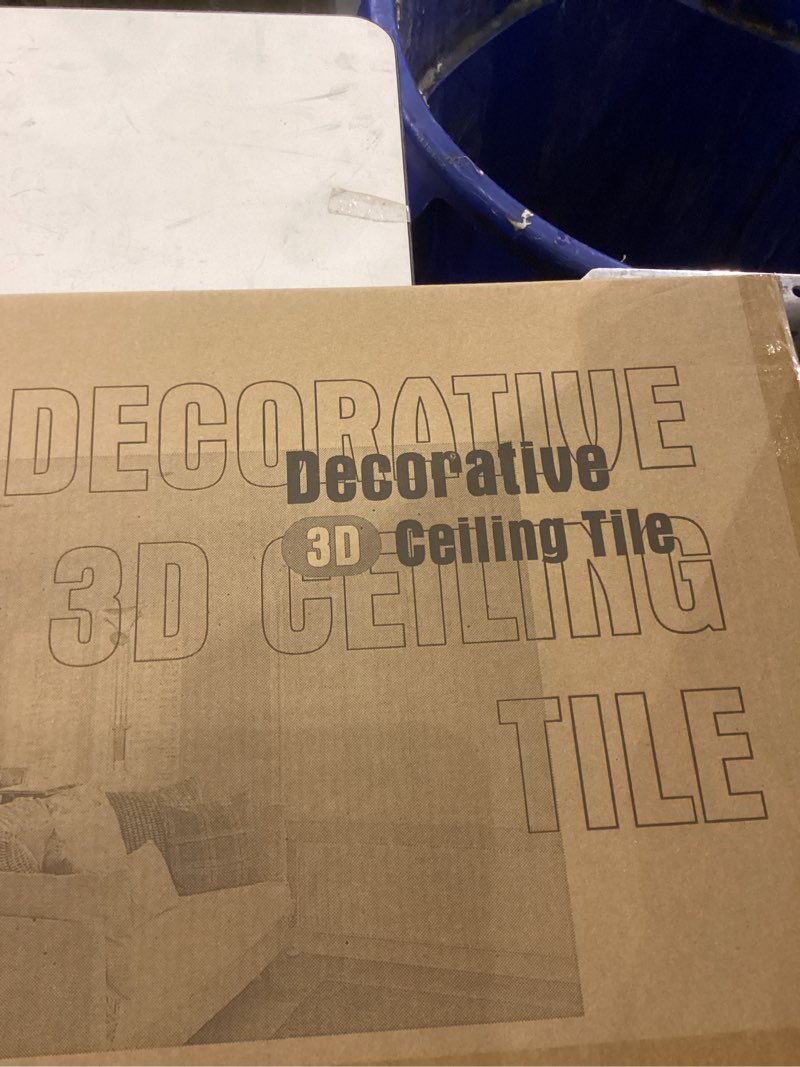 DECORATIVE
Decorative
3D Ceiling Tile
3D CEILING
TILE